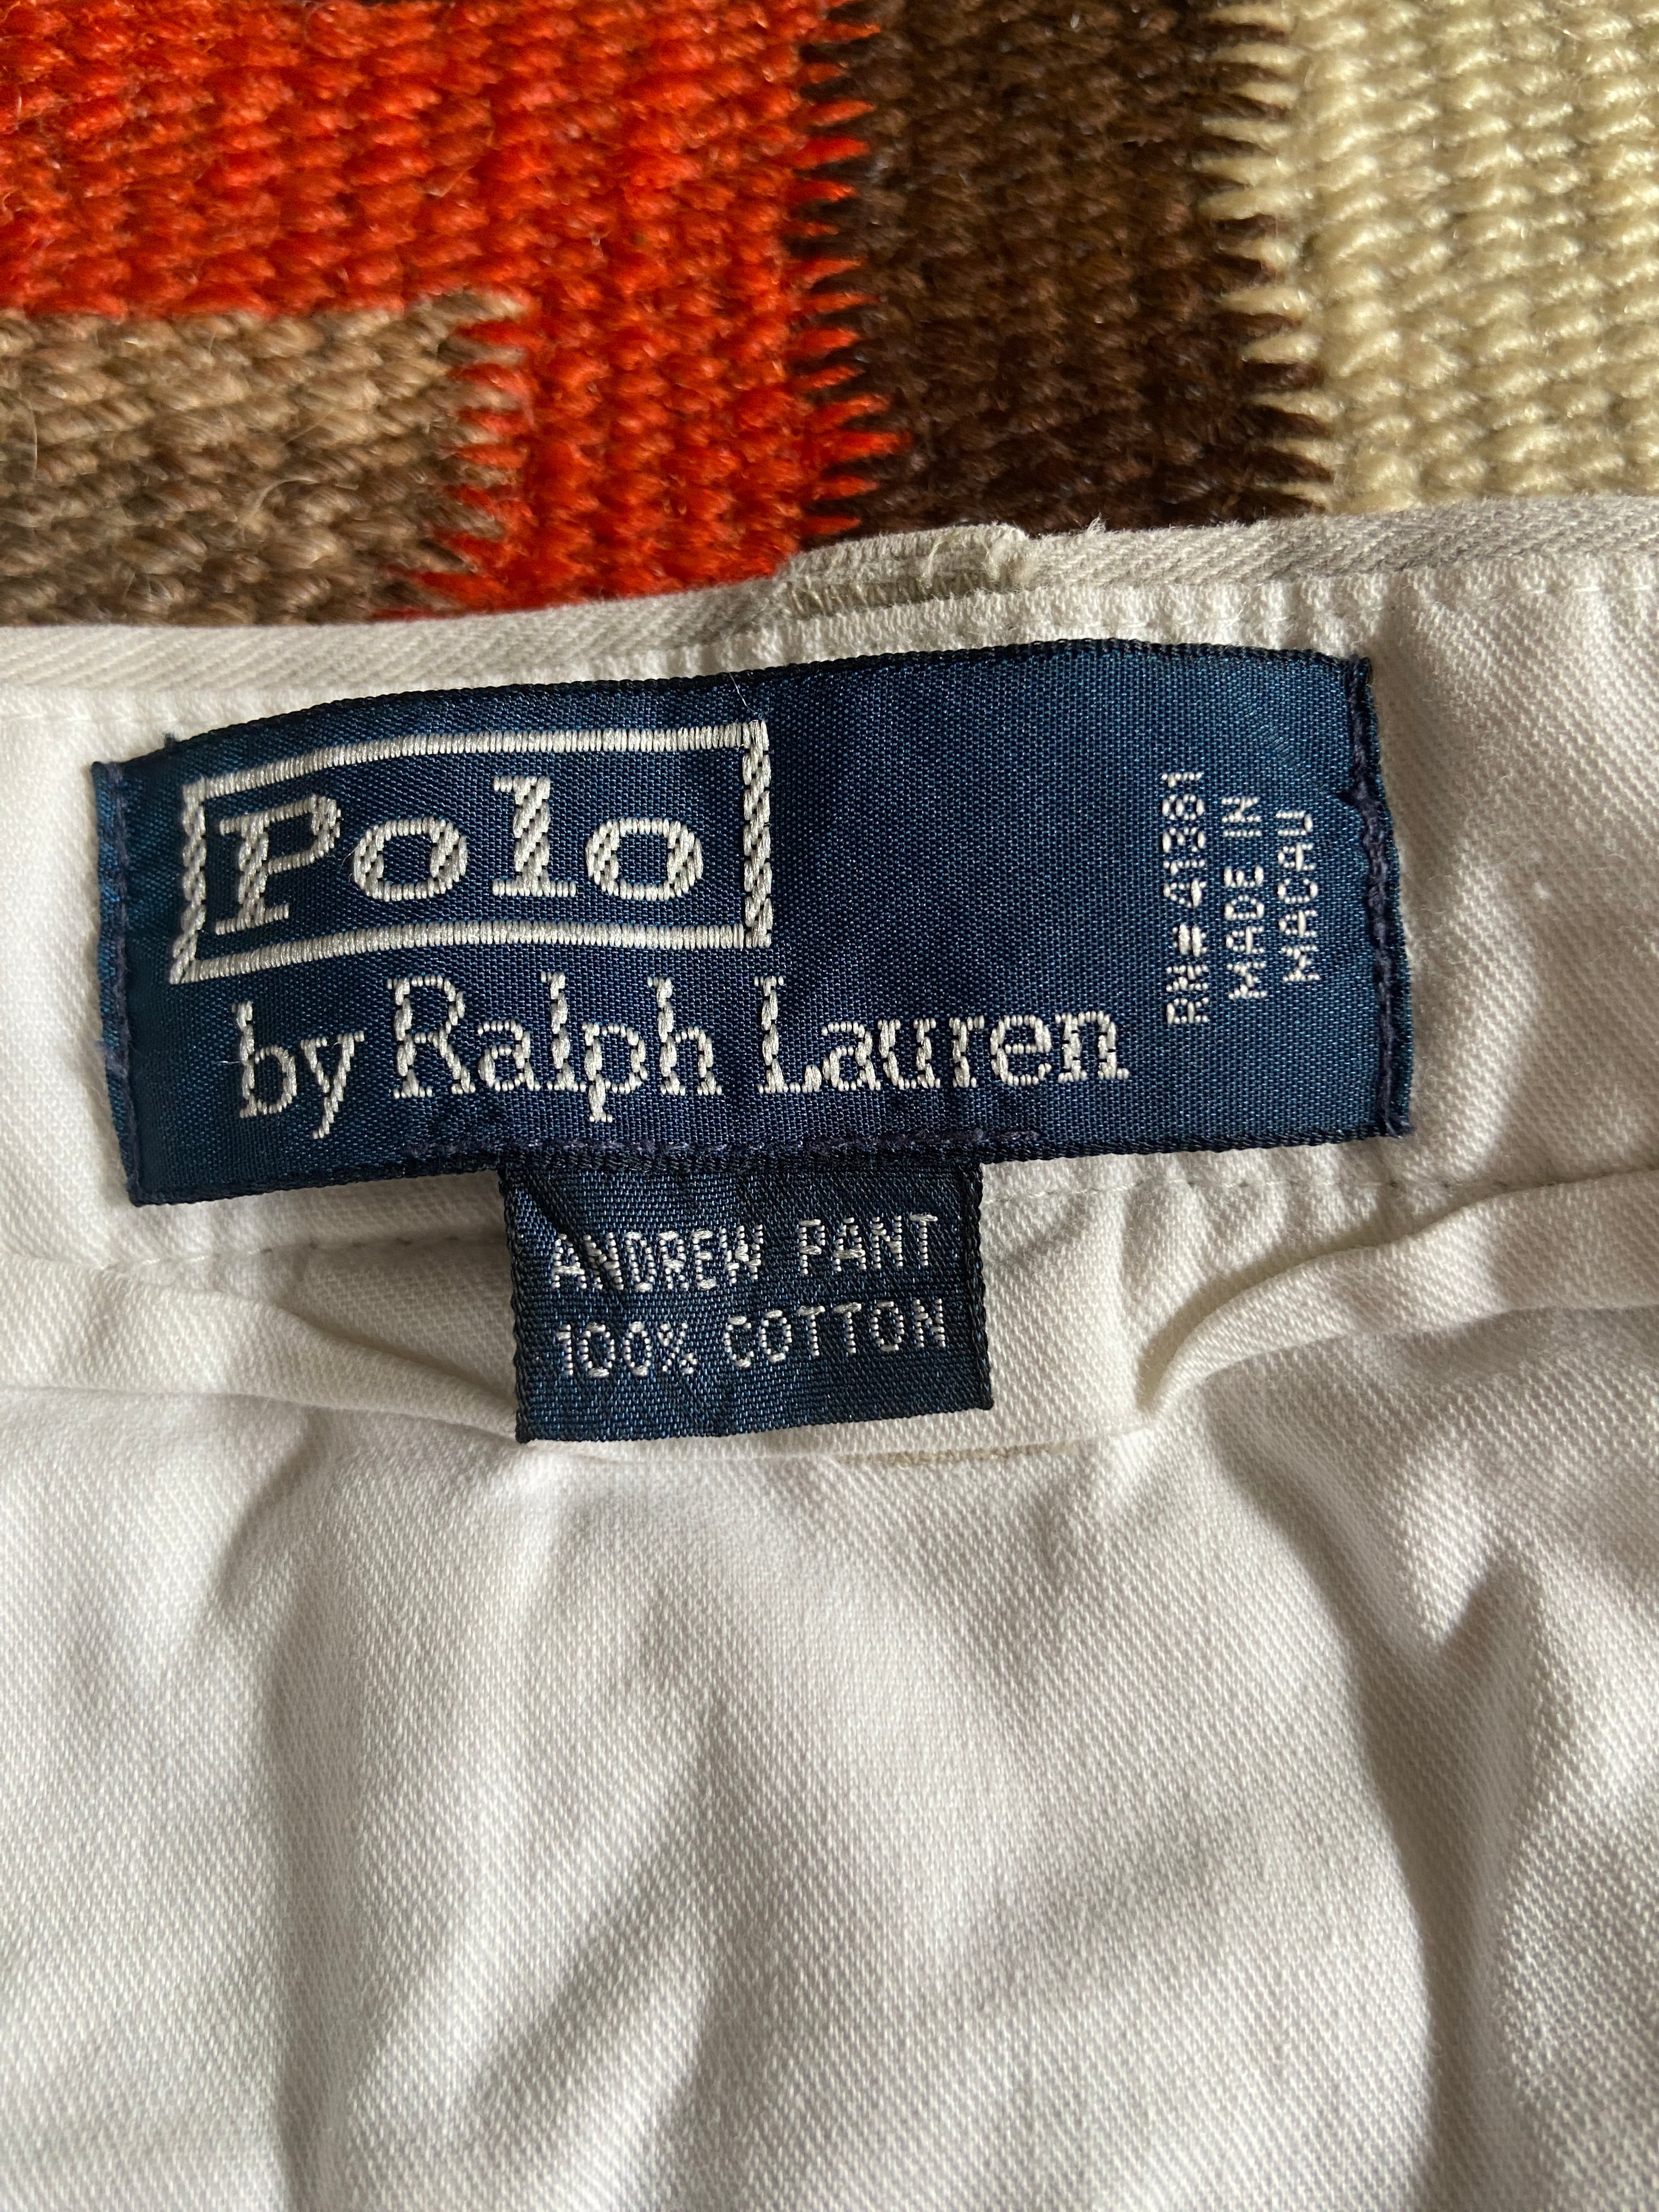 Polo
by Ralph Lauren
RN#41381
MADE IN
MACAU
ANDREW PANT
100% COTTON